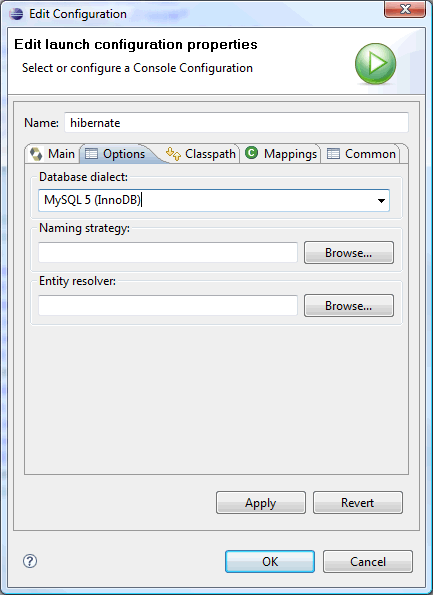 Edit Configuration
Edit launch configuration properties
Select or configure a Console Configuration
Name: hibernate
Main Options Classpath Mappings Common
Database dialect:
MySQL 5 (InnoDB)
Naming strategy:
Browse...
Entity resolver:
Browse...
Apply Revert
? OK Cancel